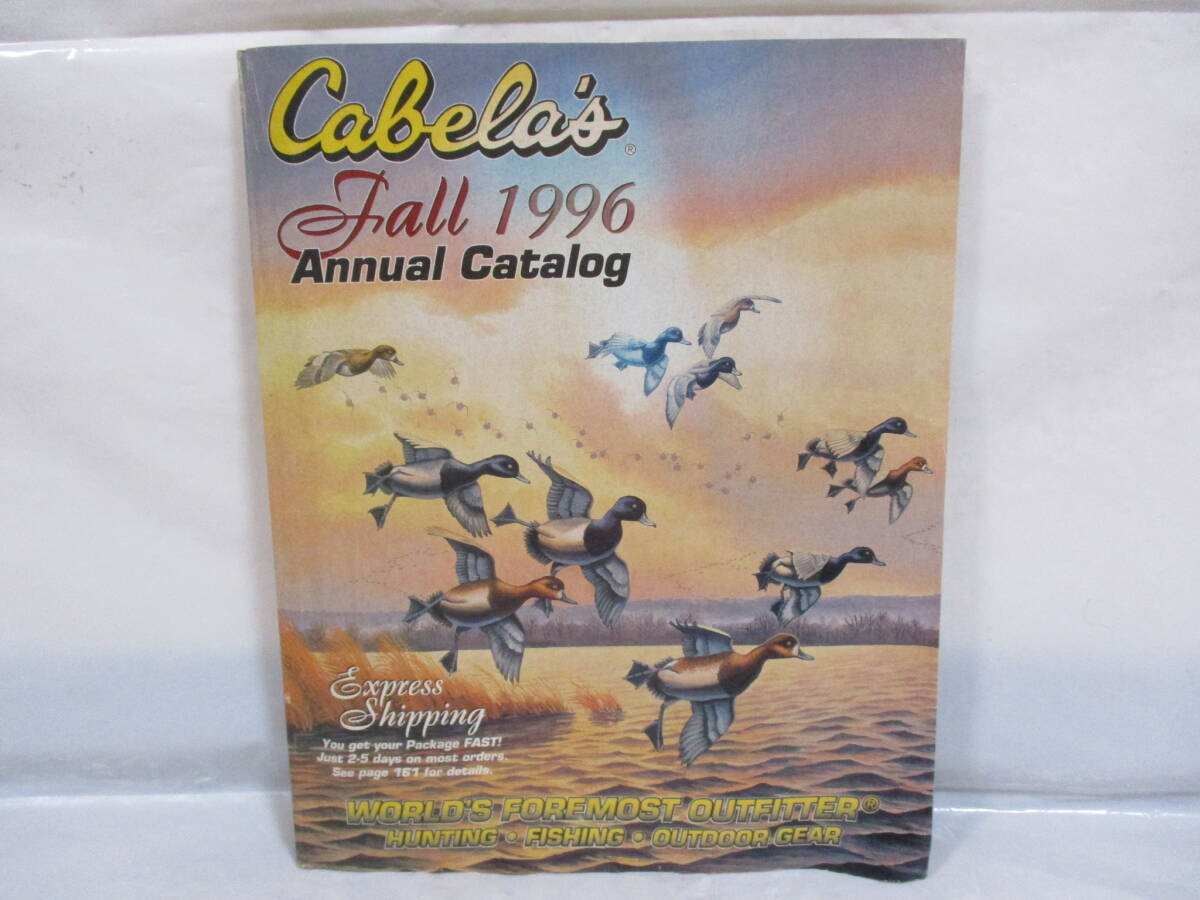 Cabela's®
Fall 1996
Annual Catalog
Express
Shipping
You get your Package FAST!
Just 2-5 days on most orders.
See page 161 for details.
WORLD'S FOREMOST OUTFITTER®
HUNTING • FISHING • OUTDOOR GEAR